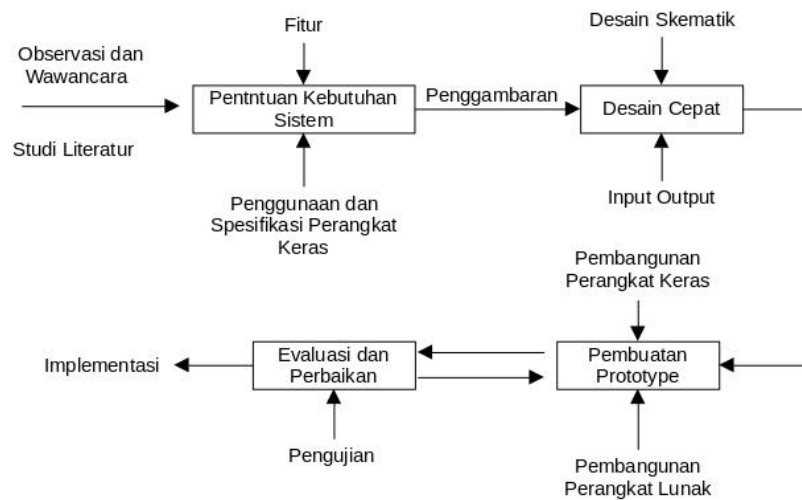 Observasi dan
Wawancara
Studi Literatur
Fitur
Pentntuan Kebutuhan
Sistem
Penggunaan dan
Spesifikasi Perangkat
Keras
Penggambaran
Desain Skematik
Desain Cepat
Input Output
Pembangunan
Perangkat Keras
Pembuatan
Prototype
Pembangunan
Perangkat Lunak
Evaluasi dan
Perbaikan
Pengujian
Implementasi